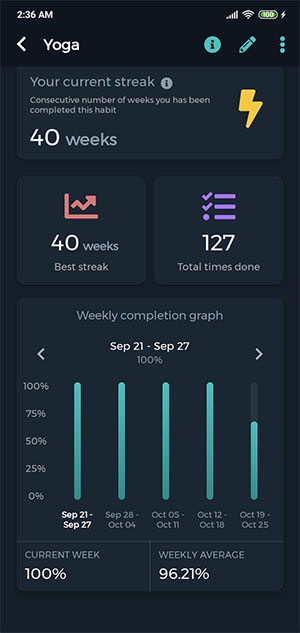 2:36 AM
100
Yoga
Your current streak
Consecutive number of weeks you has been
completed this habit
40 weeks
40 weeks
Best streak
127
Total times done
Weekly completion graph
Sep 21 - Sep 27
100%
100%
75%
50%
25%
0%
Sep 21 -
Sep 27
Sep 28 -
Oct 04
Oct 05 -
Oct 11
Oct 12 -
Oct 18
Oct 19 -
Oct 25
CURRENT WEEK
100%
WEEKLY AVERAGE
96.21%